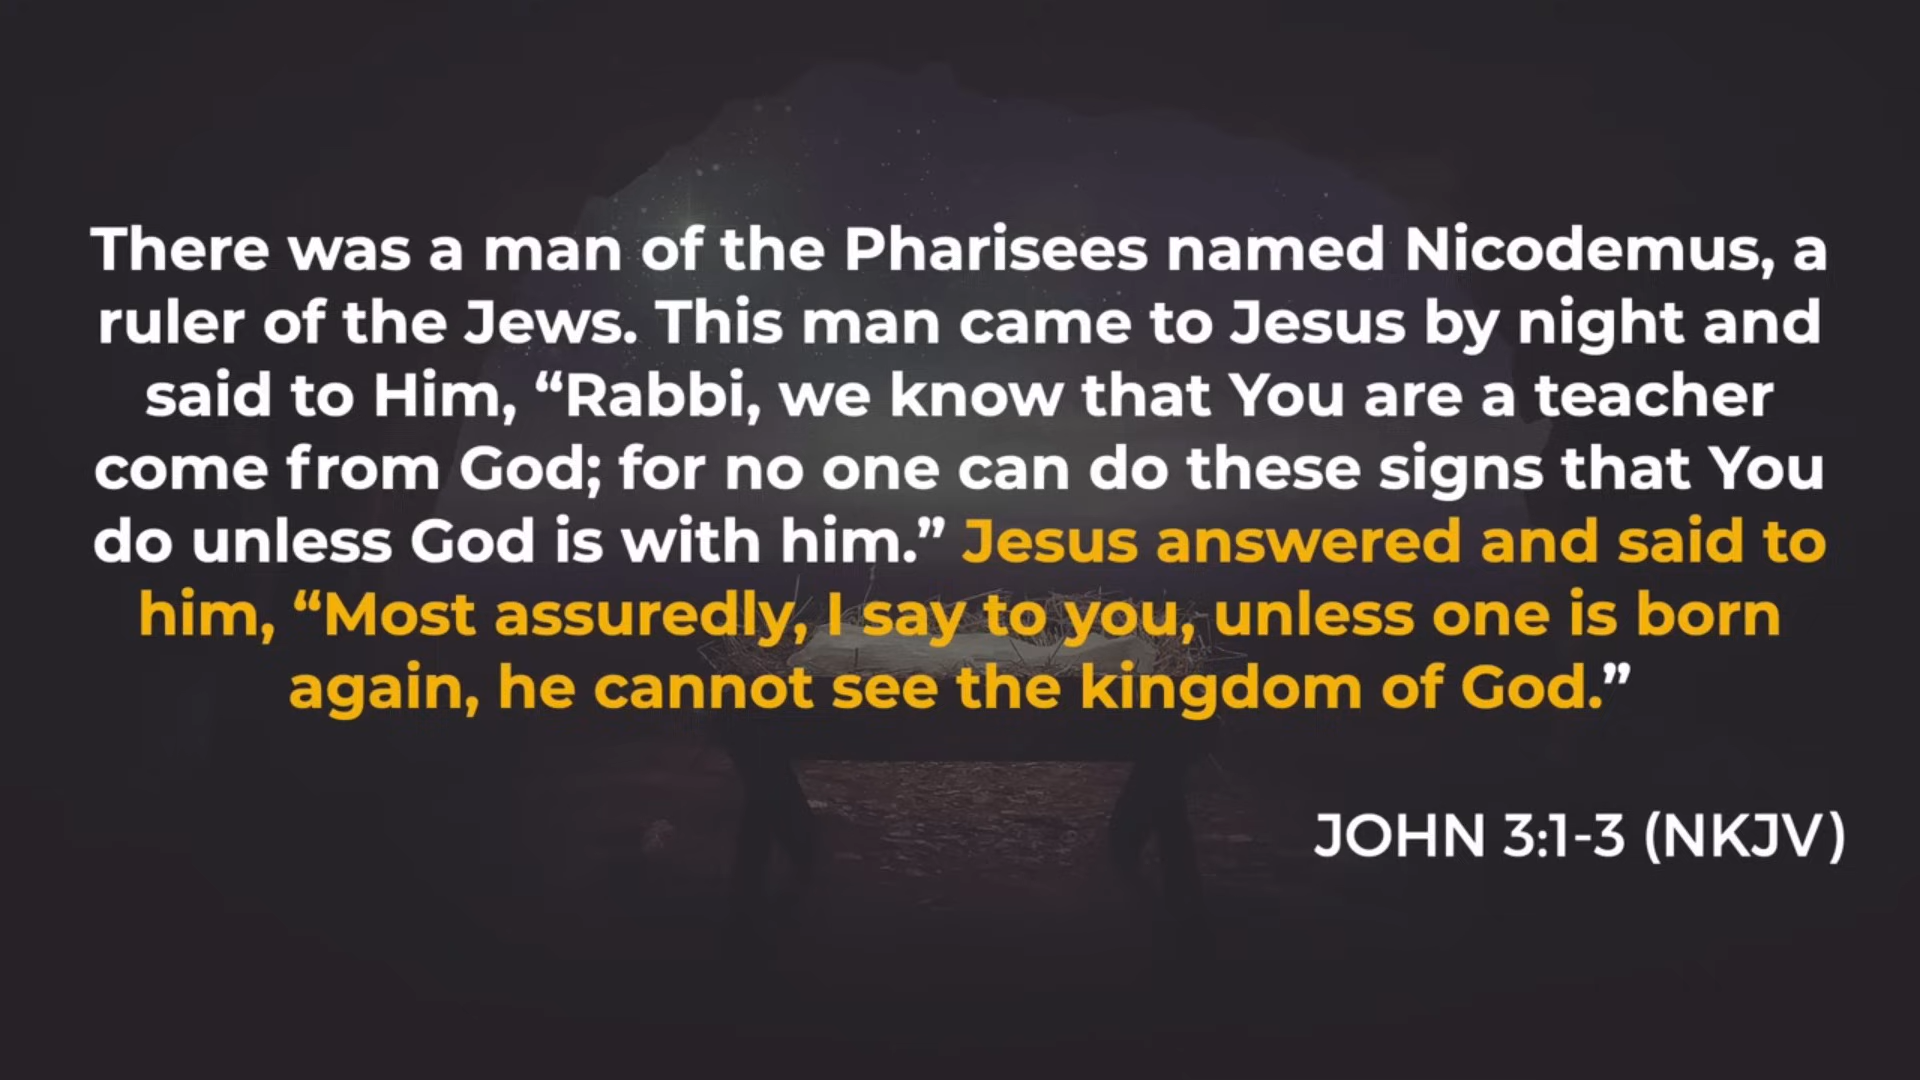 There was a man of the Pharisees named Nicodemus, a
ruler of the Jews. This man came to Jesus by night and
said to Him, “Rabbi, we know that You are a teacher
come from God; for no one can do these signs that You
do unless God is with him.” Jesus answered and said to
him, “Most assuredly, I say to you, unless one is born
again, he cannot see the kingdom of God.”
JOHN 3:1-3 (NKJV)